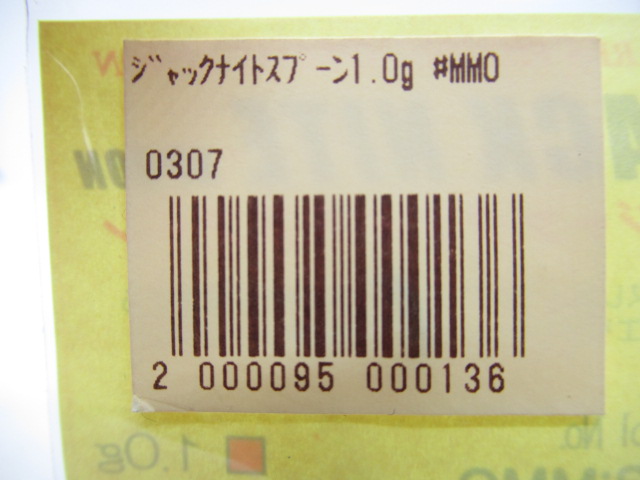 ｼﾞｬｯｸﾅｲﾄｽﾌﾟｰﾝ1.0g #MMO
0307
2 000095 000136
1.0g